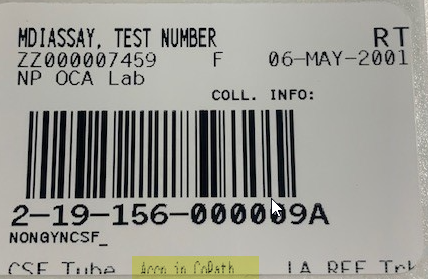 MDIASSAY, TEST NUMBER RT
ZZ000007459 F 06-MAY-2001
NP OCA Lab
COLL. INFO:
2-19-156-000009A
NONGYNCSF_
CSF Tube Accn in CoPath IA REF Trk